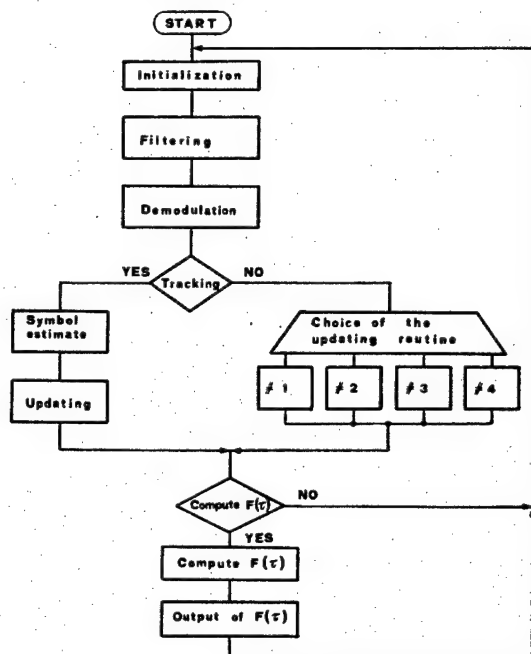 START
Initialization
Filtering
Demodulation
YES
Tracking
NO
Symbol
estimate
Updating
Choice of the
updating routine
# 1
# 2
# 3
# 4
Compute F(τ)
NO
YES
Compute F(τ)
Output of F(τ)